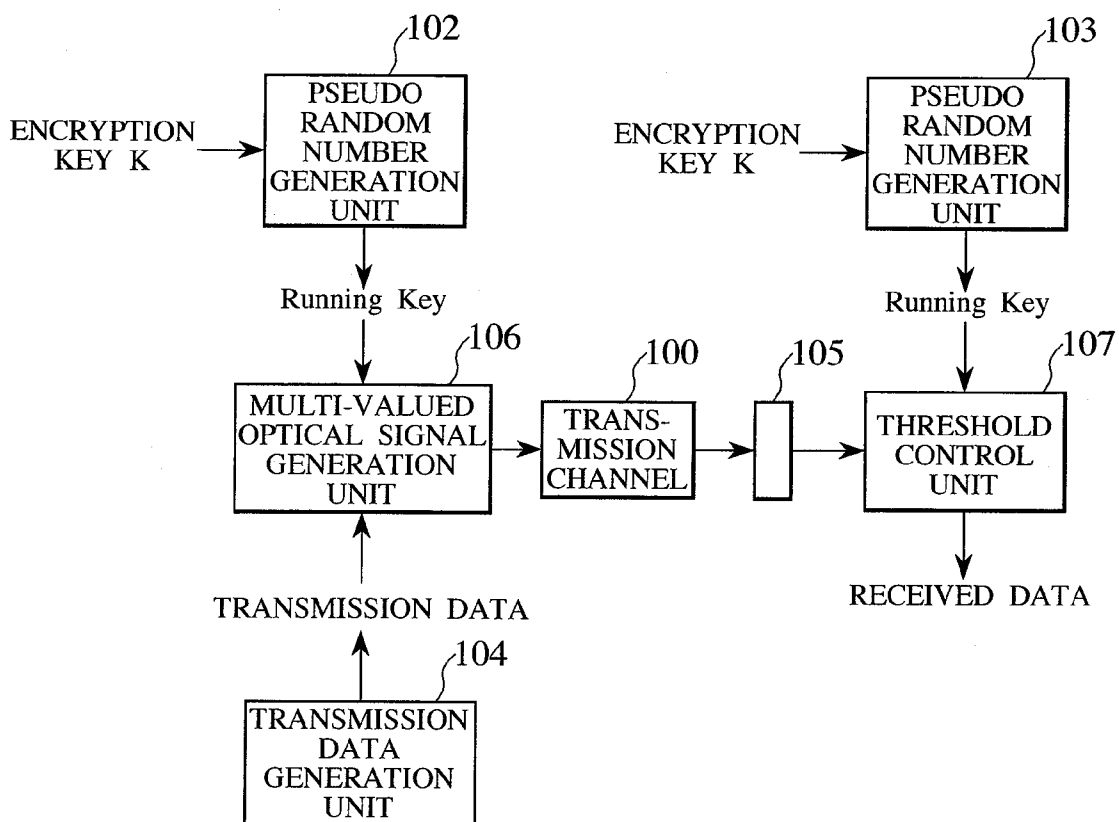 102
PSEUDO
RANDOM
NUMBER
GENERATION
UNIT
ENCRYPTION
KEY K
Running Key
103
PSEUDO
RANDOM
NUMBER
GENERATION
UNIT
ENCRYPTION
KEY K
Running Key
106
MULTI-VALUED
OPTICAL SIGNAL
GENERATION
UNIT
100
TRANS-
MISSION
CHANNEL
105
107
THRESHOLD
CONTROL
UNIT
TRANSMISSION DATA
RECEIVED DATA
104
TRANSMISSION
DATA
GENERATION
UNIT